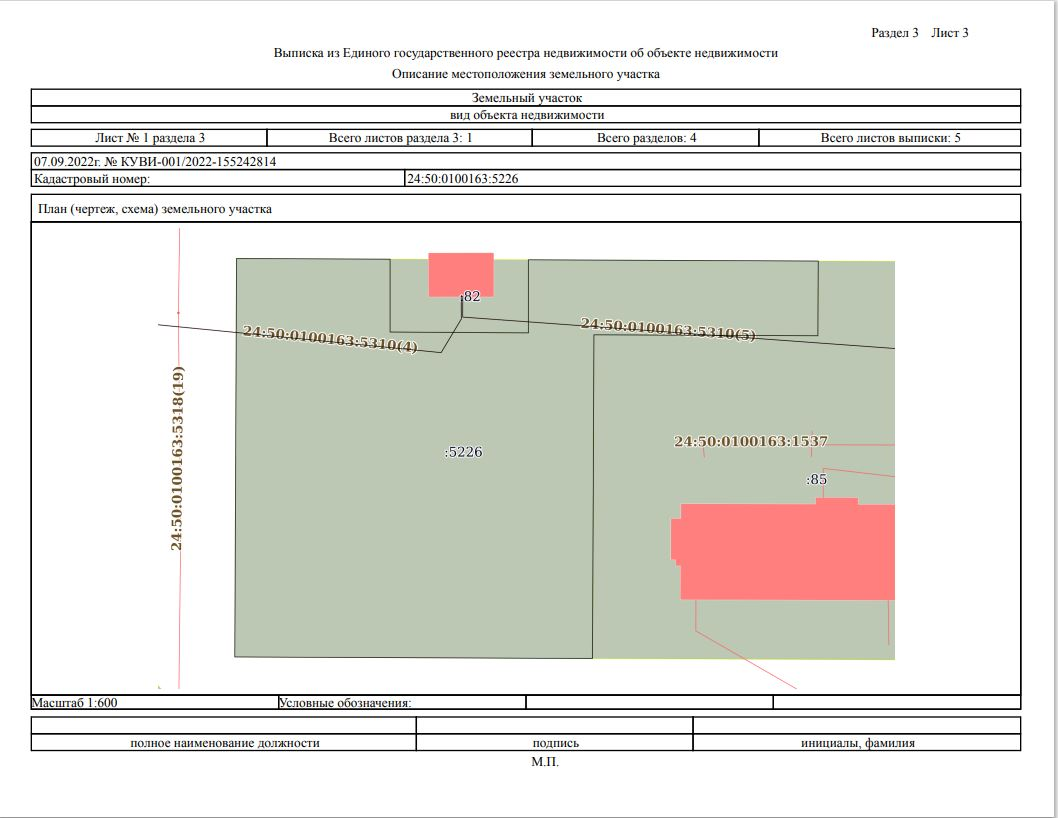 Раздел 3 Лист 3
Выписка из Единого государственного реестра недвижимости об объекте недвижимости
Описание местоположения земельного участка
Земельный участок
вид объекта недвижимости
Лист № 1 раздела 3 Всего листов раздела 3: 1 Всего разделов: 4 Всего листов выписки: 5
07.09.2022г. № КУВИ-001/2022-155242814
Кадастровый номер: 24:50:0100163:5226
План (чертеж, схема) земельного участка
:82
24:50:0100163:5310(4)
24:50:0100163:5310(5)
24:50:0100163:5318(19)
24:50:0100163:1537
:5226
:85
Масштаб 1:600 Условные обозначения:
полное наименование должности подпись инициалы, фамилия
М.П.